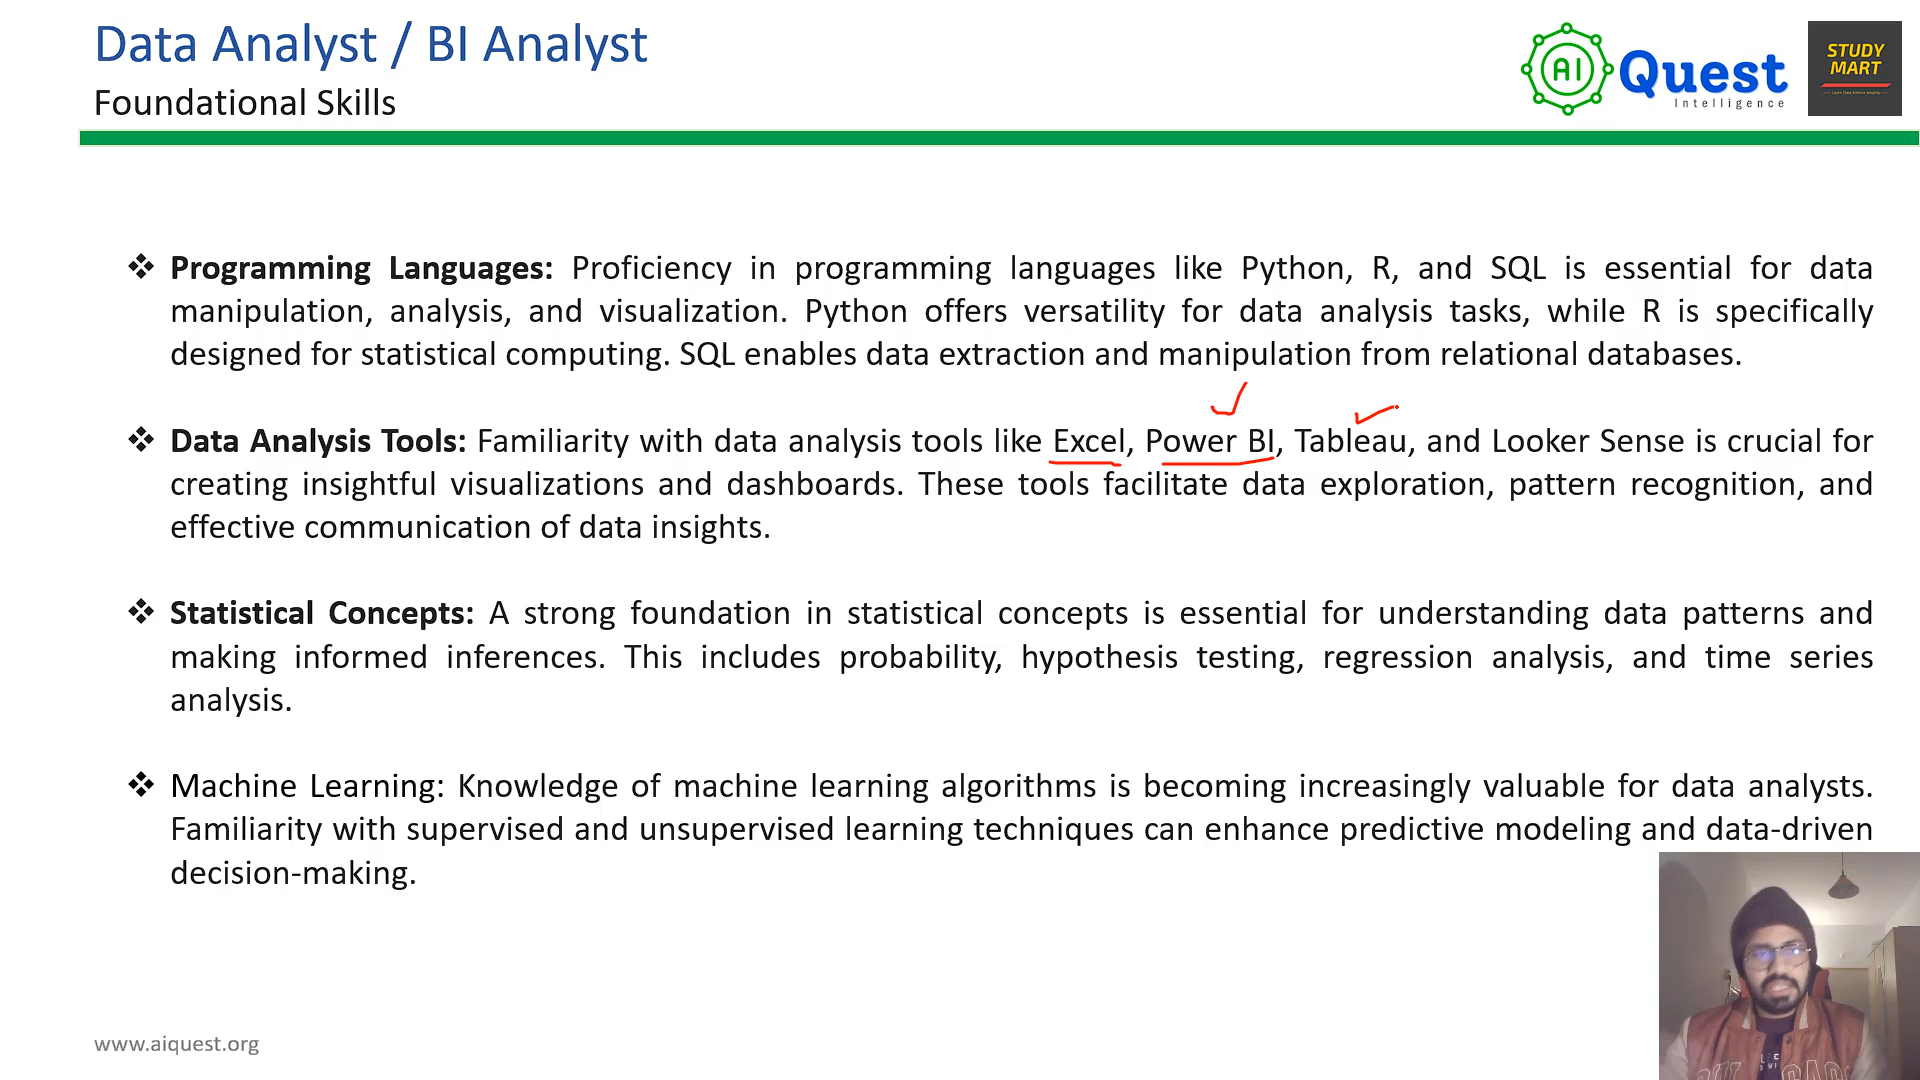 Data Analyst / BI Analyst
Foundational Skills
AI Quest
Intelligence
STUDY
MART
❖ Programming Languages: Proficiency in programming languages like Python, R, and SQL is essential for data
manipulation, analysis, and visualization. Python offers versatility for data analysis tasks, while R is specifically
designed for statistical computing. SQL enables data extraction and manipulation from relational databases.
❖ Data Analysis Tools: Familiarity with data analysis tools like Excel, Power BI, Tableau, and Looker Sense is crucial for
creating insightful visualizations and dashboards. These tools facilitate data exploration, pattern recognition, and
effective communication of data insights.
❖ Statistical Concepts: A strong foundation in statistical concepts is essential for understanding data patterns and
making informed inferences. This includes probability, hypothesis testing, regression analysis, and time series
analysis.
❖ Machine Learning: Knowledge of machine learning algorithms is becoming increasingly valuable for data analysts.
Familiarity with supervised and unsupervised learning techniques can enhance predictive modeling and data-driven
decision-making.
www.aiquest.org